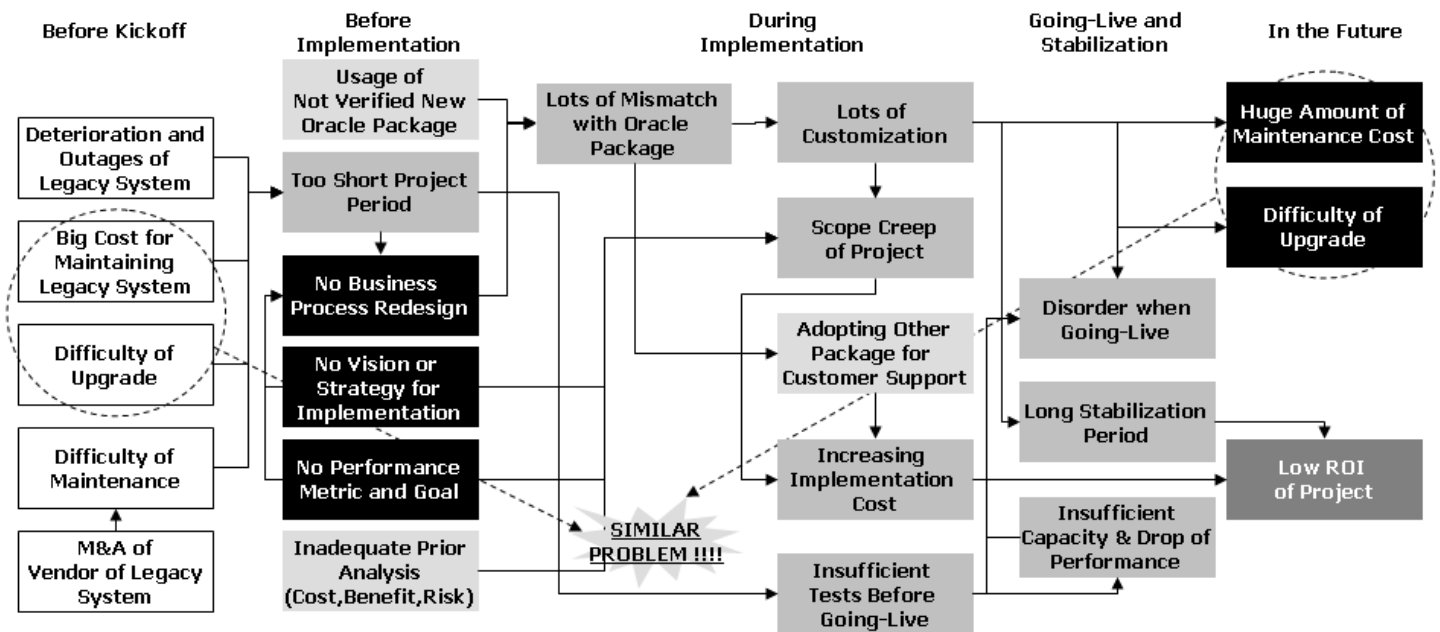 Before Kickoff
Before
Implementation
During
Implementation
Going-Live and
Stabilization
In the Future
Deterioration and
Outages of
Legacy System
Big Cost for
Maintaining
Legacy System
Difficulty of
Upgrade
Difficulty of
Maintenance
M&A of
Vendor of Legacy
System
Usage of
Not Verified New
Oracle Package
Too Short Project
Period
No Business
Process Redesign
No Vision or
Strategy for
Implementation
No Performance
Metric and Goal
Inadequate Prior
Analysis
(Cost,Benefit,Risk)
Lots of Mismatch
with Oracle
Package
SIMILAR
PROBLEM !!!!
Lots of
Customization
Scope Creep
of Project
Adopting Other
Package for
Customer Support
Increasing
Implementation
Cost
Insufficient
Tests Before
Going-Live
Disorder when
Going-Live
Long Stabilization
Period
Insufficient
Capacity & Drop of
Performance
Huge Amount of
Maintenance Cost
Difficulty of
Upgrade
Low ROI
of Project